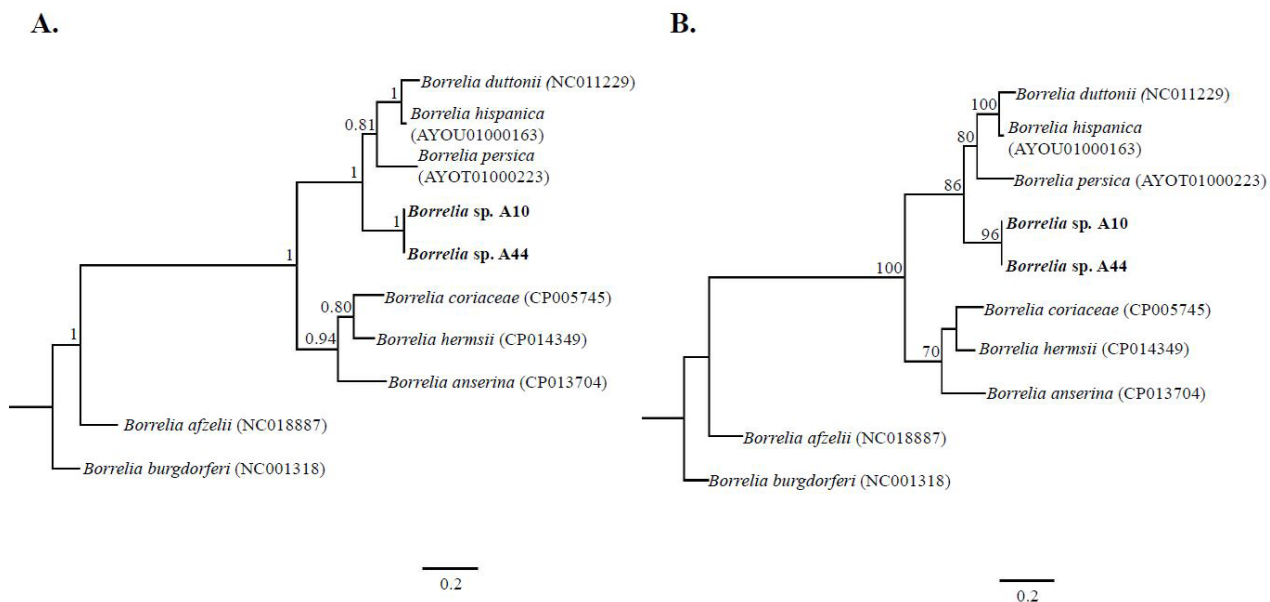 A.
Borrelia duttonii (NC011229)
1
Borrelia hispanica
(AYOU01000163)
0.81
Borrelia persica
(AYOT01000223)
1
Borrelia sp. A10
1
Borrelia sp. A44
1
Borrelia coriaceae (CP005745)
0.80
Borrelia hermsii (CP014349)
0.94
Borrelia anserina (CP013704)
1
Borrelia afzelii (NC018887)
Borrelia burgdorferi (NC001318)
0.2
B.
Borrelia duttonii (NC011229)
100
Borrelia hispanica
(AYOU01000163)
80
Borrelia persica (AYOT01000223)
86
Borrelia sp. A10
96
Borrelia sp. A44
100
Borrelia coriaceae (CP005745)
Borrelia hermsii (CP014349)
70
Borrelia anserina (CP013704)
Borrelia afzelii (NC018887)
Borrelia burgdorferi (NC001318)
0.2